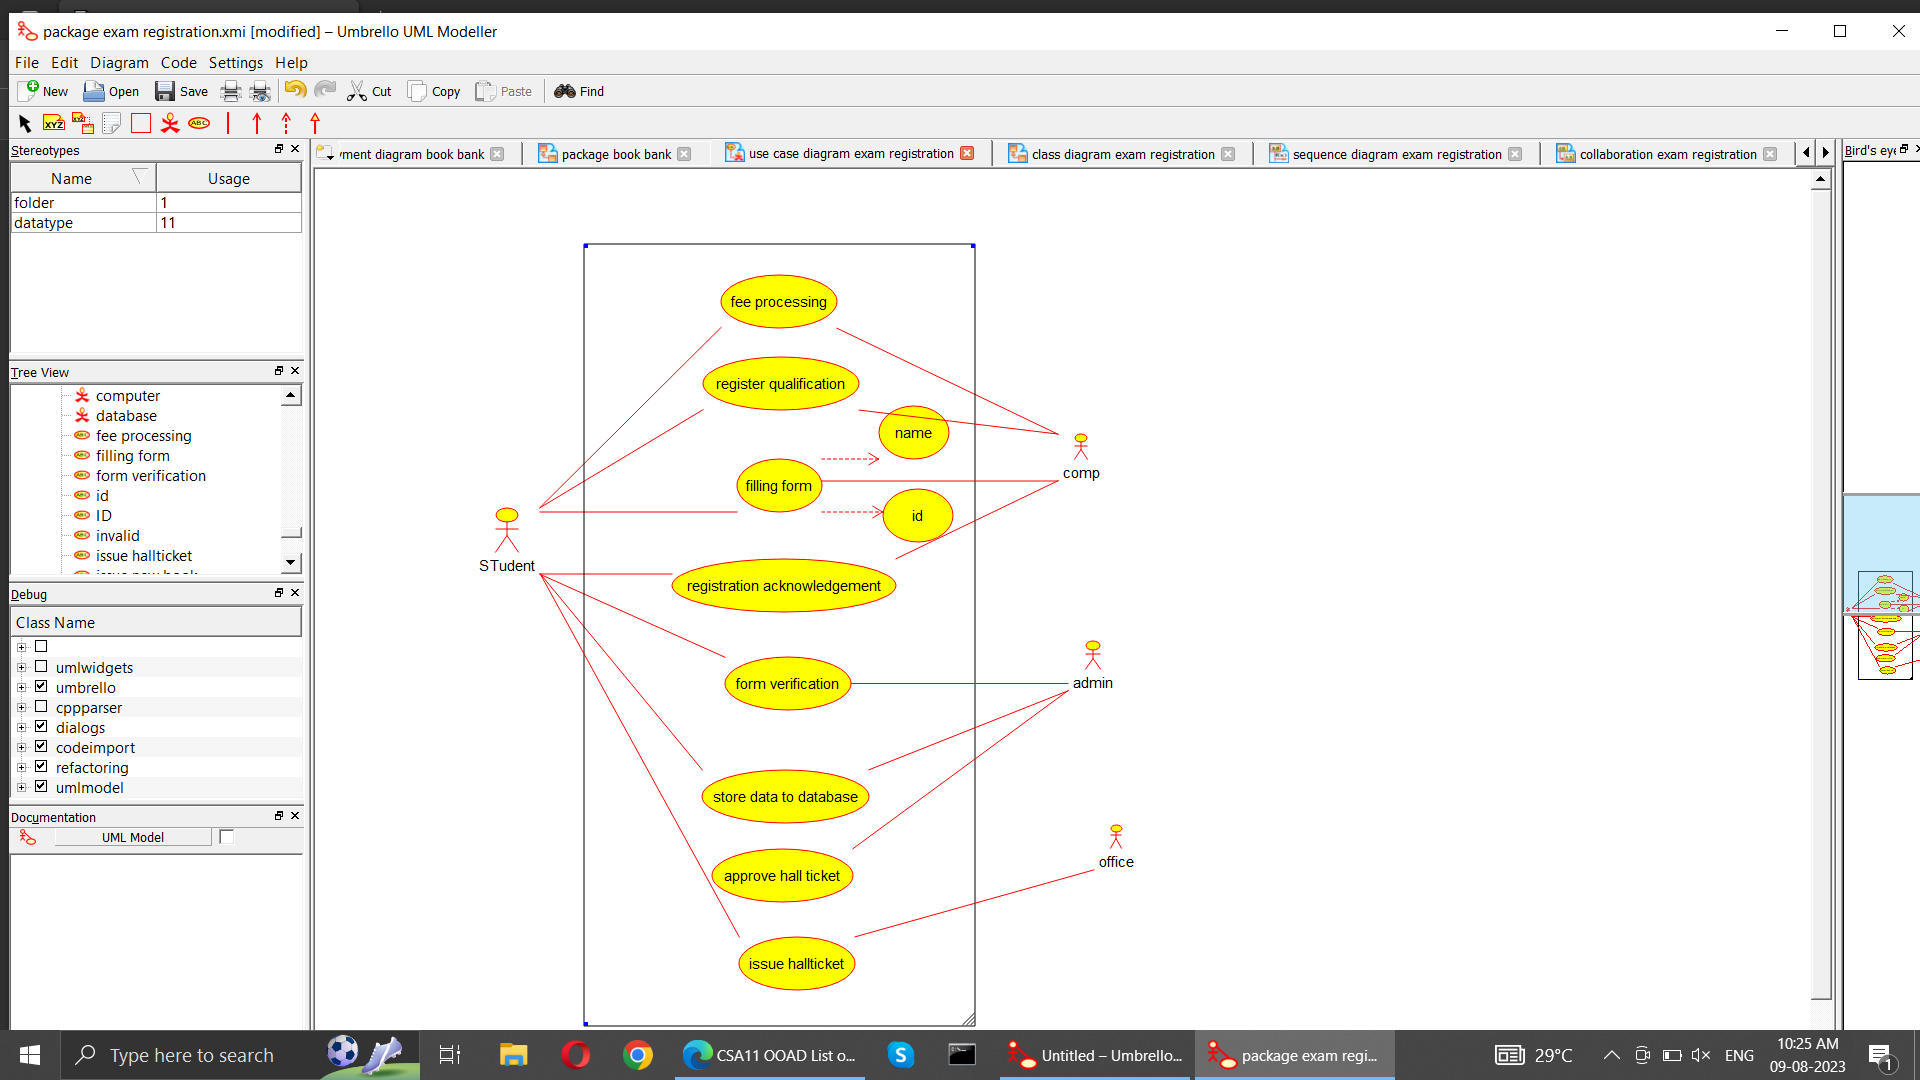 package exam registration.xmi [modified] – Umbrello UML Modeller
File Edit Diagram Code Settings Help
New Open Save Cut Copy Paste Find
XYZ XYZ ABC
Stereotypes
Name Usage
folder 1
datatype 11
Tree View
computer
database
fee processing
filling form
form verification
id
ID
invalid
issue hallticket
Debug
Class Name
umlwidgets
umbrello
cppparser
dialogs
codeimport
refactoring
umlmodel
Documentation
UML Model
yment diagram book bank package book bank use case diagram exam registration class diagram exam registration sequence diagram exam registration collaboration exam registration
Bird's eye
fee processing
register qualification
name
comp
filling form
id
STudent
registration acknowledgement
form verification
admin
store data to database
approve hall ticket
office
issue hallticket
Type here to search
CSA11 OOAD List o...
Untitled – Umbrello...
package exam regi...
29°C
ENG
10:25 AM
09-08-2023
1